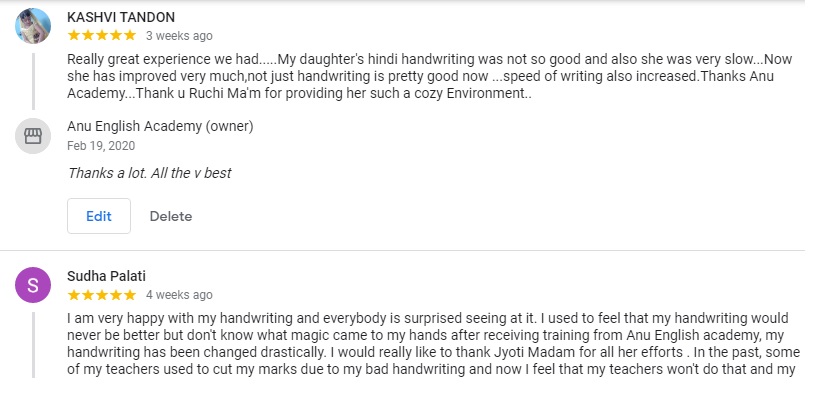 KASHVI TANDON
3 weeks ago
Really great experience we had.....My daughter's hindi handwriting was not so good and also she was very slow...Now
she has improved very much,not just handwriting is pretty good now ...speed of writing also increased.Thanks Anu
Academy...Thank u Ruchi Ma'm for providing her such a cozy Environment..
Anu English Academy (owner)
Feb 19, 2020
Thanks a lot. All the v best
Edit Delete
S
Sudha Palati
4 weeks ago
I am very happy with my handwriting and everybody is surprised seeing at it. I used to feel that my handwriting would
never be better but don't know what magic came to my hands after receiving training from Anu English academy, my
handwriting has been changed drastically. I would really like to thank Jyoti Madam for all her efforts . In the past, some
of my teachers used to cut my marks due to my bad handwriting and now I feel that my teachers won't do that and my